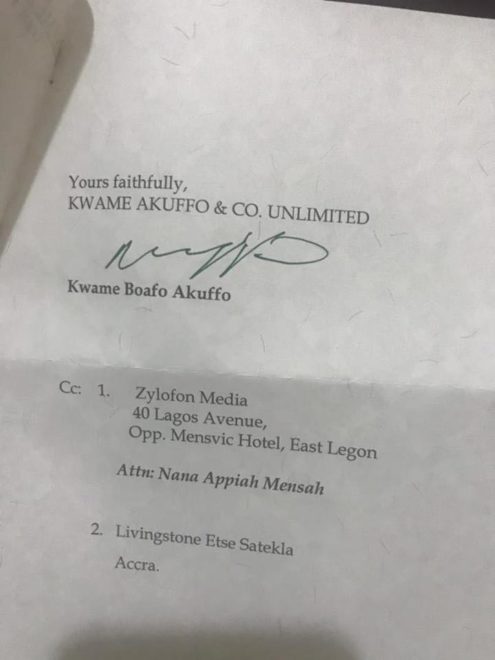 Yours faithfully,
KWAME AKUFFO & CO. UNLIMITED
Kwame Boafo Akuffo
Cc: 1. Zylofon Media
40 Lagos Avenue,
Opp. Mensvic Hotel, East Legon
Attn: Nana Appiah Mensah
2. Livingstone Etse Satekla
Accra.